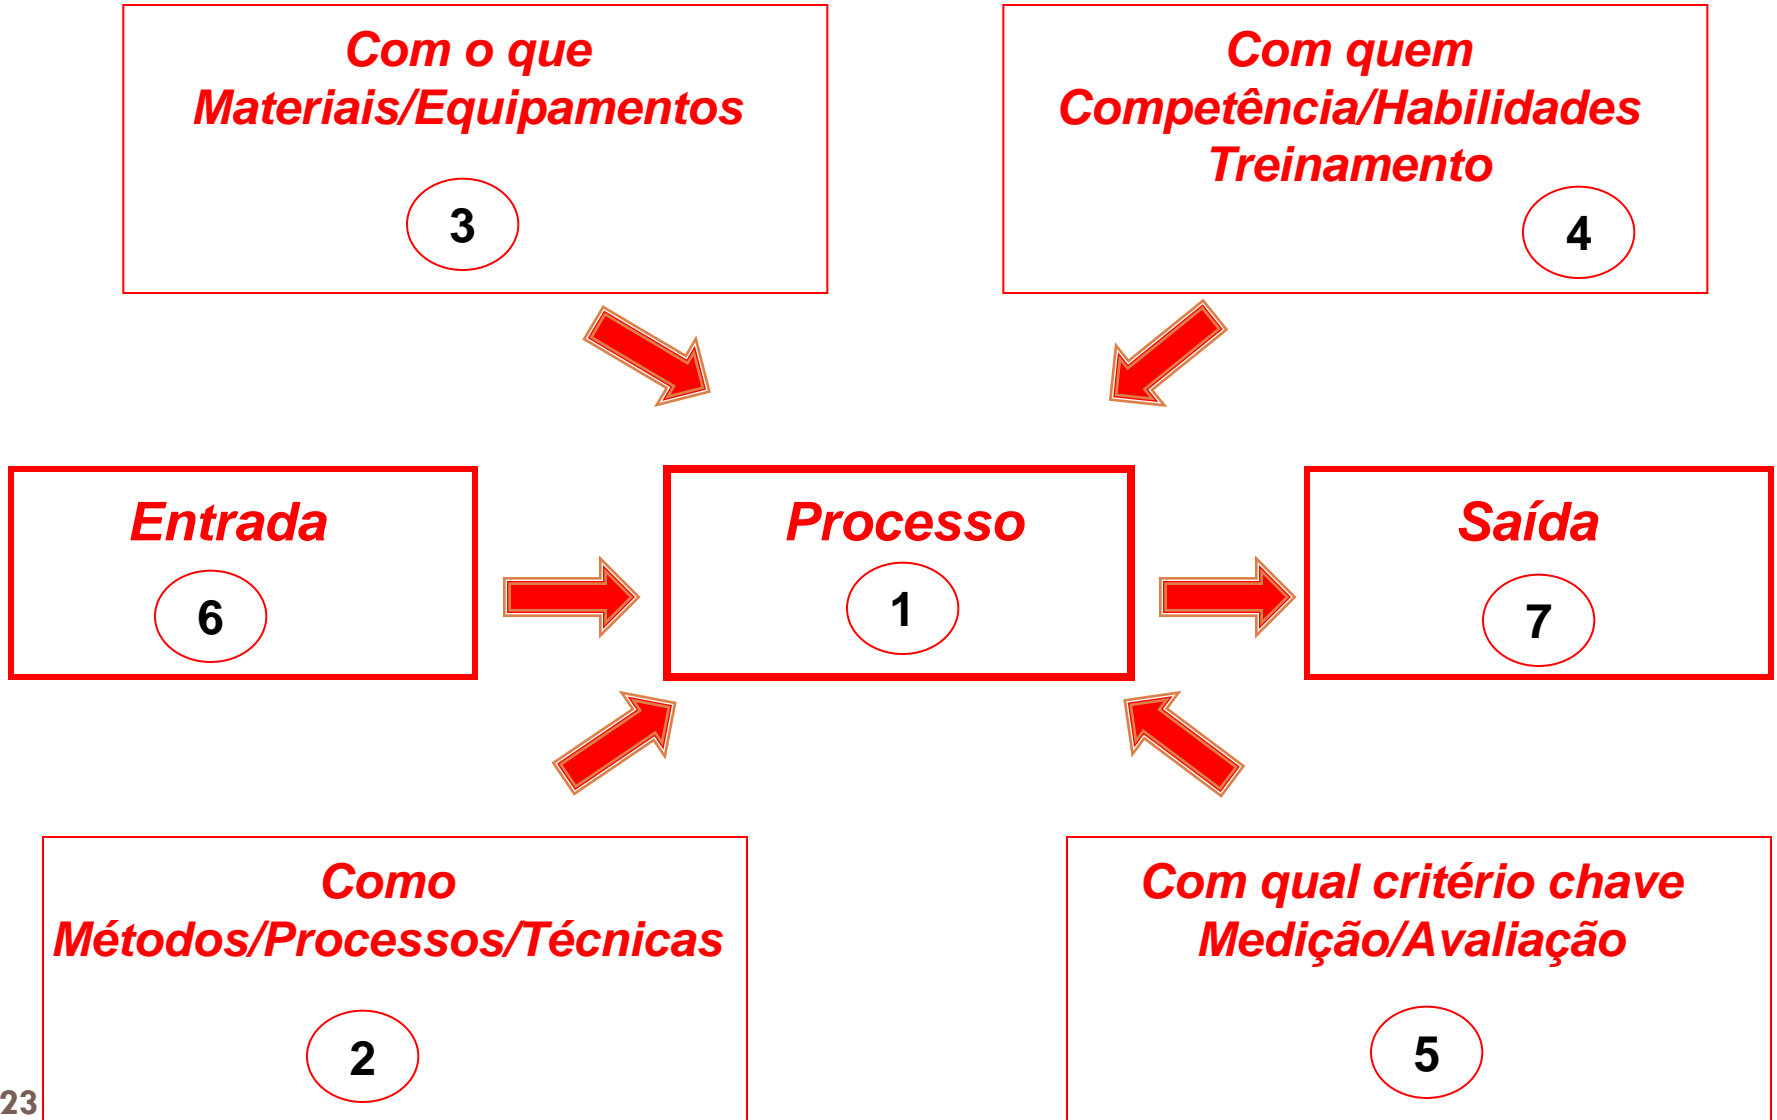 Com o que
Materiais/Equipamentos
3
Com quem
Competência/Habilidades
Treinamento
4
Entrada
6
Processo
1
Saída
7
Como
Métodos/Processos/Técnicas
2
Com qual critério chave
Medição/Avaliação
5
23